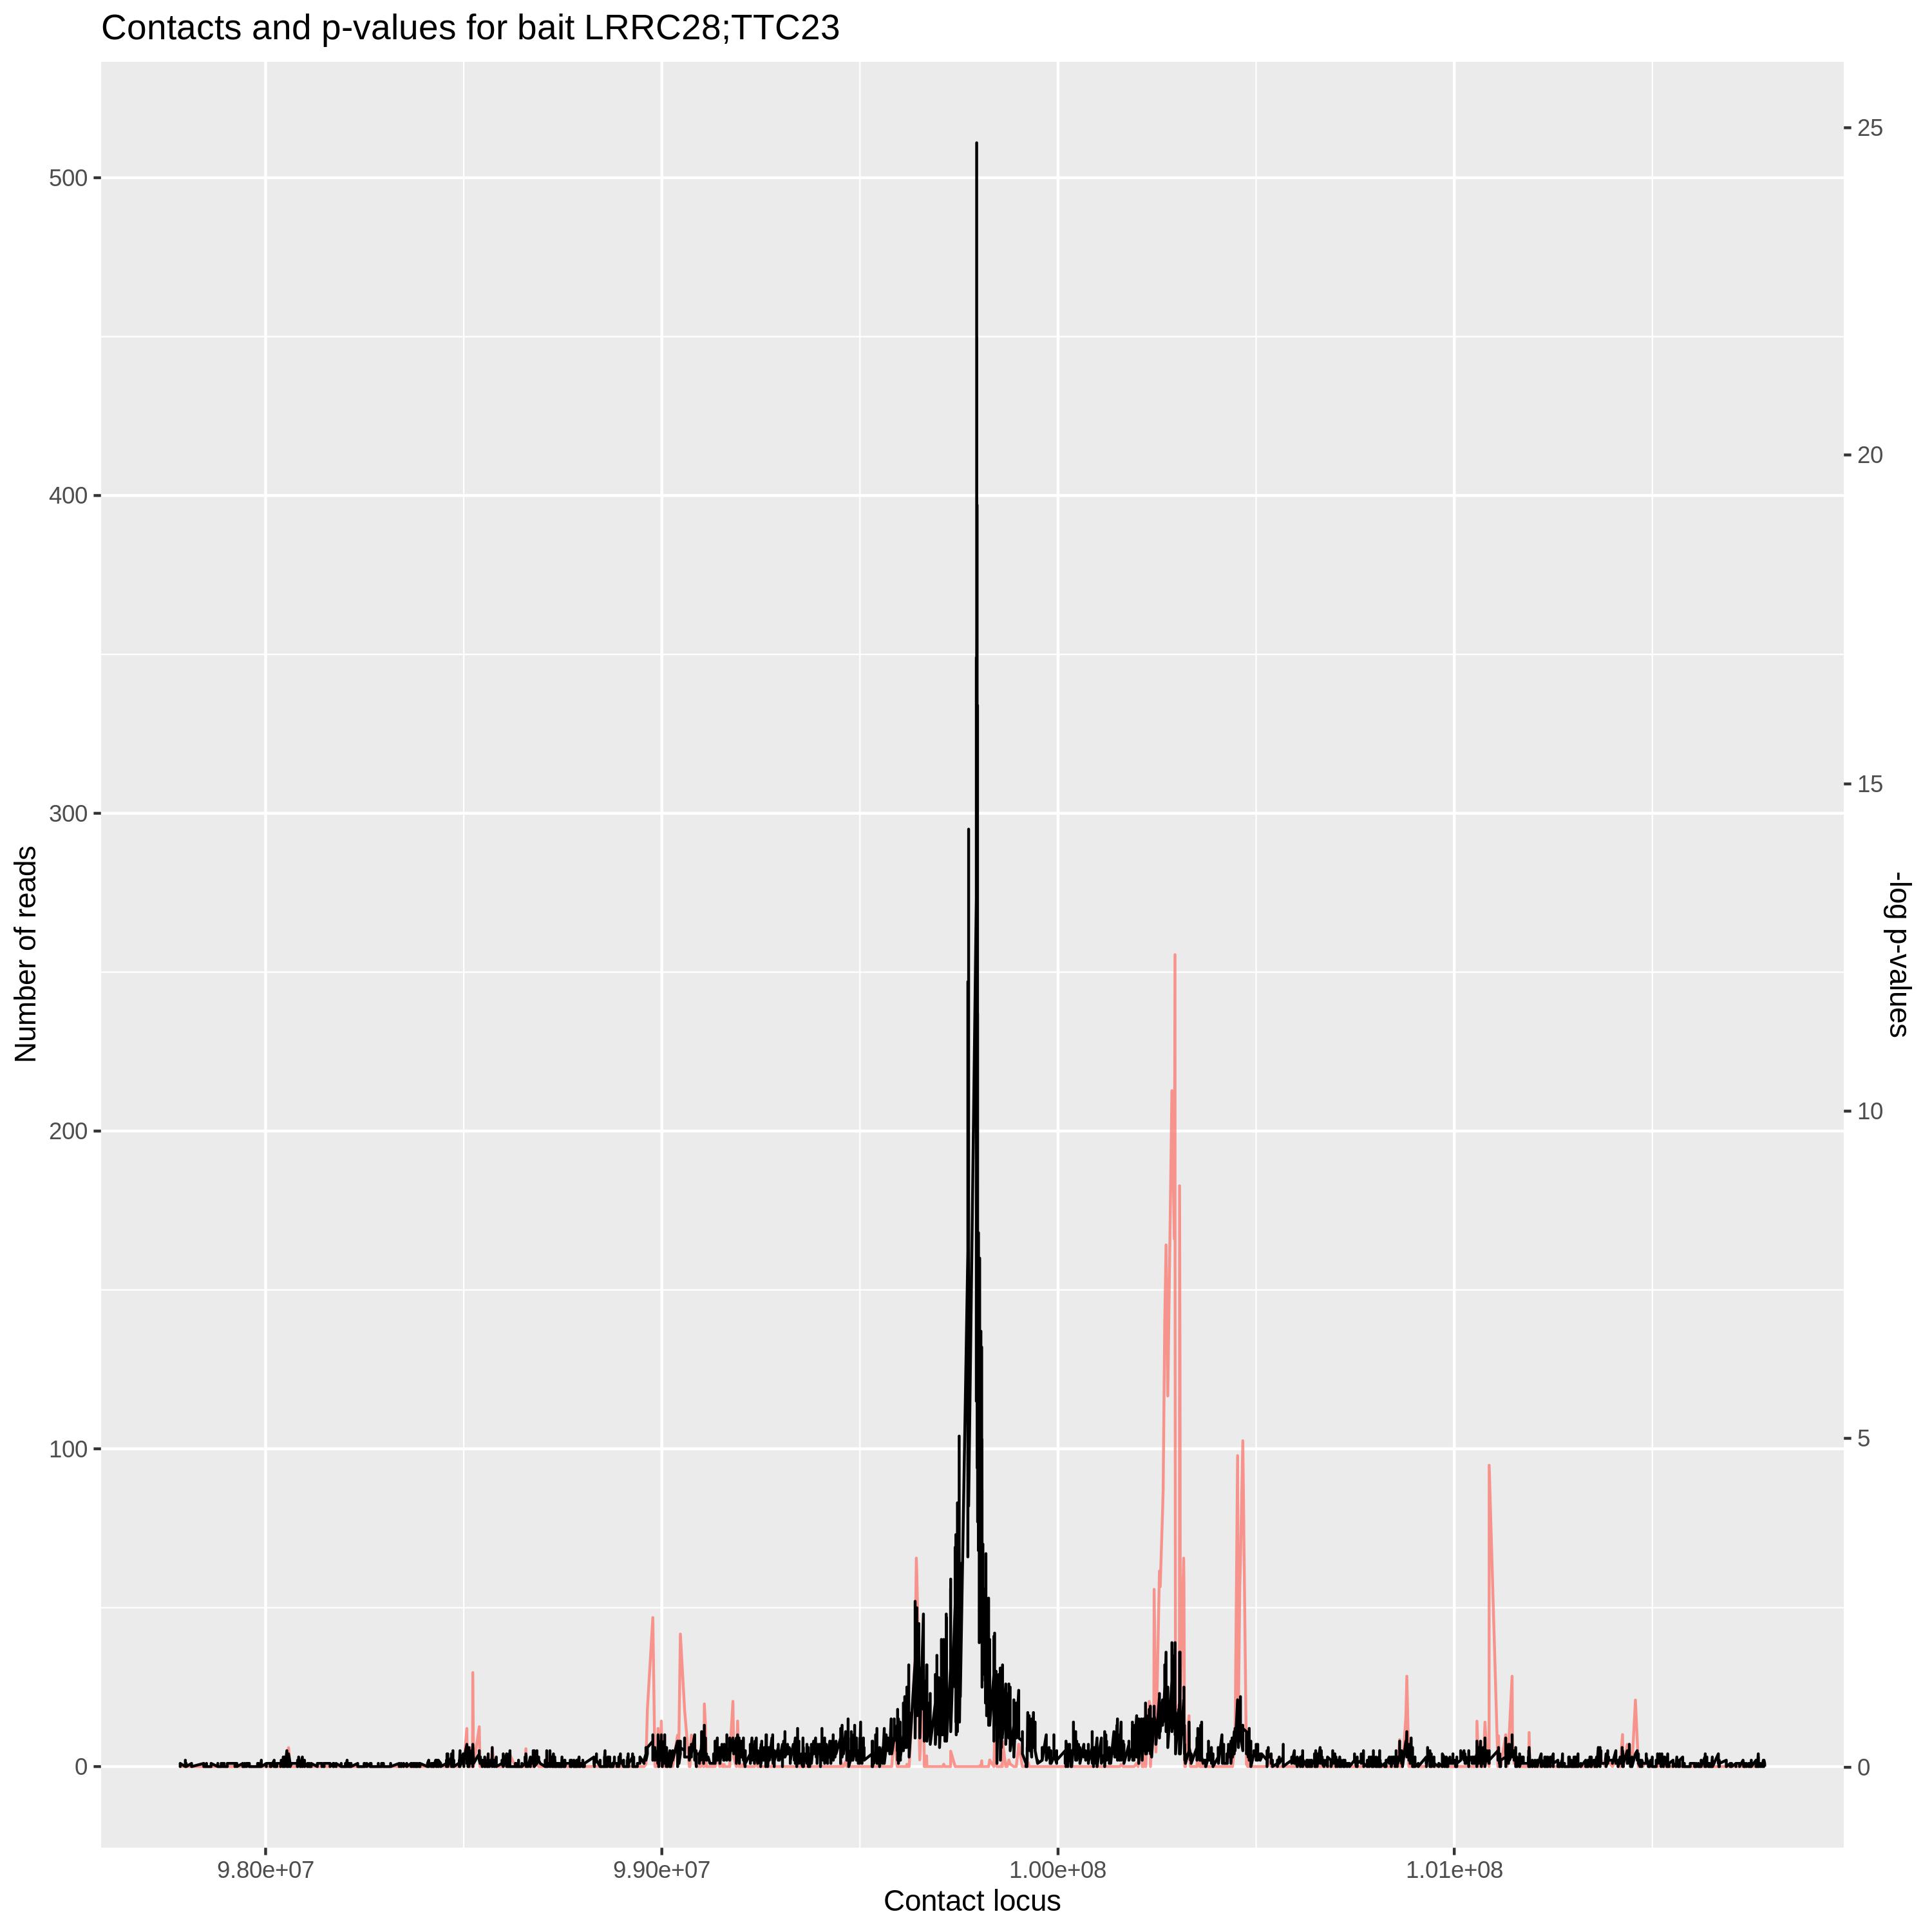 Contacts and p-values for bait LRRC28;TTC23
500
400
300
200
100
0
Number of reads
25
20
15
10
5
0
-log p-values
9.80e+07
9.90e+07
1.00e+08
1.01e+08
Contact locus